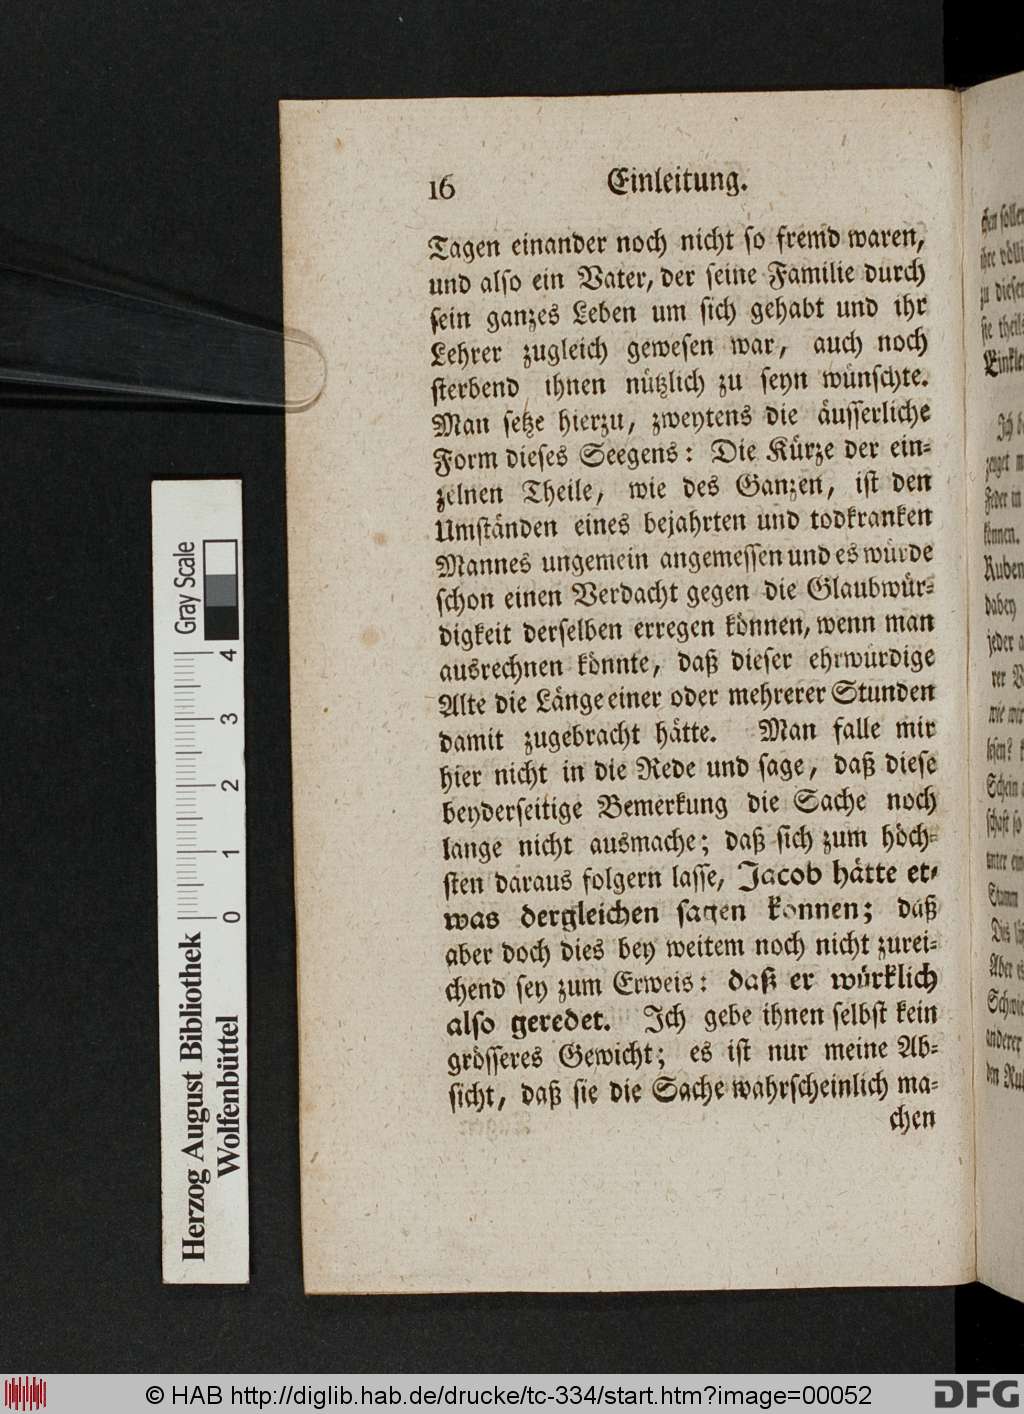 16 Einleitung.
Tagen einander noch nicht so fremd waren,
und also ein Vater, der seine Familie durch
sein ganzes Leben um sich gehabt und ihr
Lehrer zugleich gewesen war, auch noch
sterbend ihnen nützlich zu seyn wünschte.
Man setze hierzu, zweytens die äusserliche
Form dieses Seegens: Die Kürze der ein-
zelnen Theile, wie des Ganzen, ist den
Umständen eines bejahrten und todkranken
Mannes ungemein angemessen und es würde
schon einen Verdacht gegen die Glaubwür-
digkeit derselben erregen können, wenn man
ausrechnen könnte, daß dieser ehrwürdige
Alte die Länge einer oder mehrerer Stunden
damit zugebracht hätte. Man falle mir
hier nicht in die Rede und sage, daß diese
beyderseitige Bemerkung die Sache noch
lange nicht ausmache; daß sich zum höch-
sten daraus folgern lasse, Jacob hätte et-
was dergleichen sagen können; daß
aber doch dies bey weitem noch nicht zurei-
chend sey zum Erweis: daß er würklich
also geredet. Ich gebe ihnen selbst kein
grösseres Gewicht; es ist nur meine Ab-
sicht, daß sie die Sache wahrscheinlich ma-
chen
Herzog August Bibliothek
Wolfenbüttel
0 1 2 3 4
Gray Scale
© HAB http://diglib.hab.de/drucke/tc-334/start.htm?image=00052
DFG